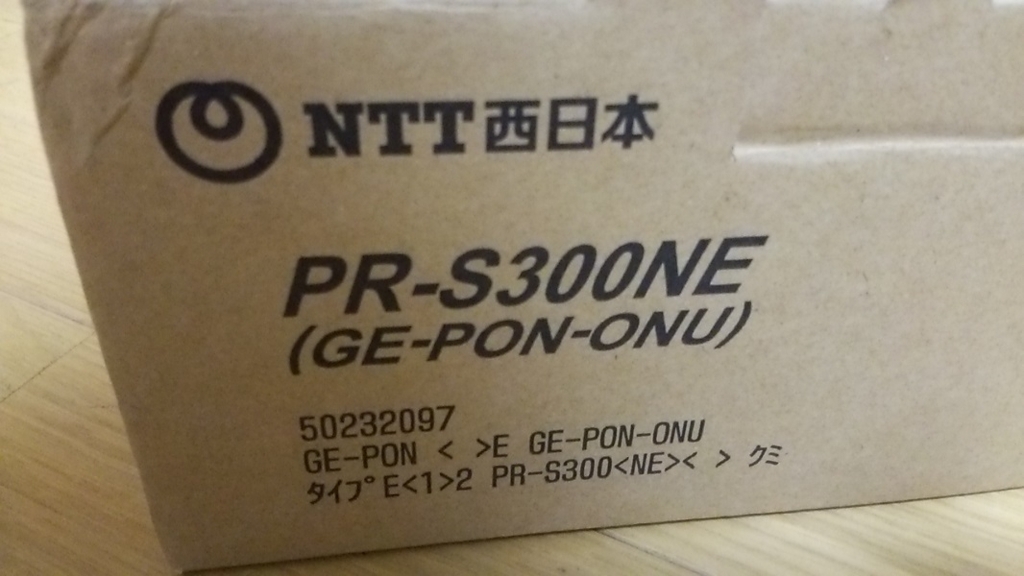 NTT西日本
PR-S300NE
(GE-PON-ONU)
50232097
GE-PON < >E GE-PON-ONU
ﾀｲﾌﾟE<1>2 PR-S300<NE>< > ｸﾐ